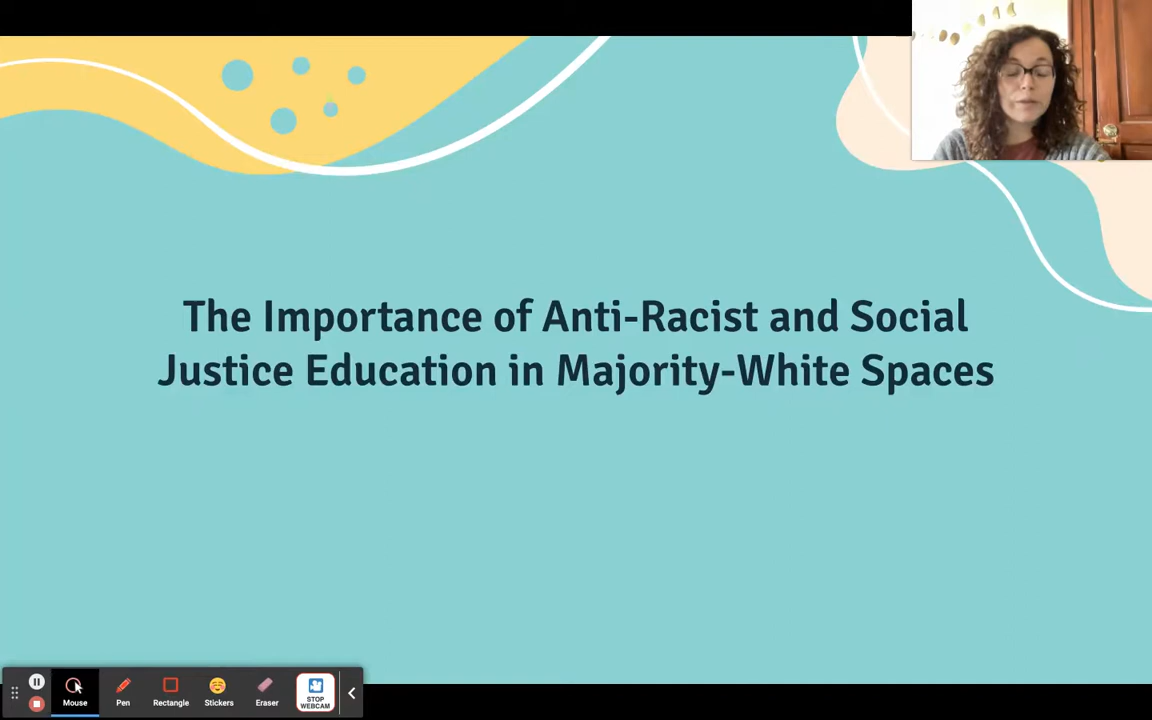 The Importance of Anti-Racist and Social
Justice Education in Majority-White Spaces
Mouse
Pen
Rectangle
Stickers
Eraser
STOP
WEBCAM